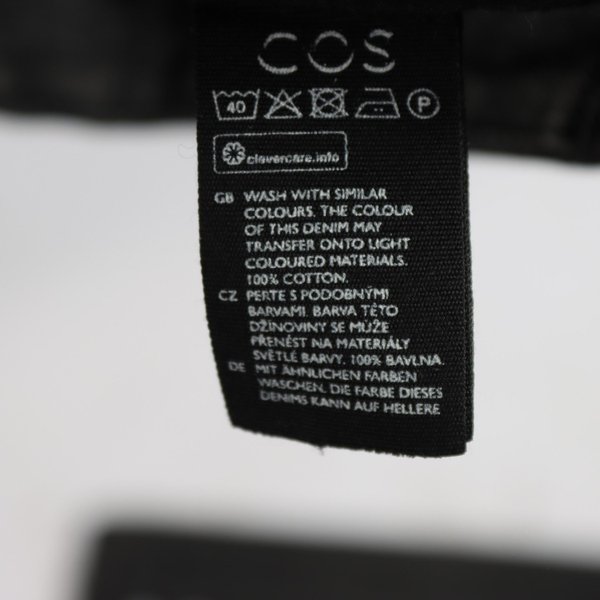 COS
40 P
clevercare.info
GB WASH WITH SIMILAR
COLOURS. THE COLOUR
OF THIS DENIM MAY
TRANSFER ONTO LIGHT
COLOURED MATERIALS.
100% COTTON.
CZ PERTE S PODOBNÝMI
BARVAMI. BARVA TÉTO
DŽÍNOVINY SE MŮŽE
PŘENÉST NA MATERIÁLY
SVĚTLÉ BARVY. 100% BAVLNA.
DE MIT ÄHNLICHEN FARBEN
WASCHEN. DIE FARBE DIESES
DENIMS KANN AUF HELLERE